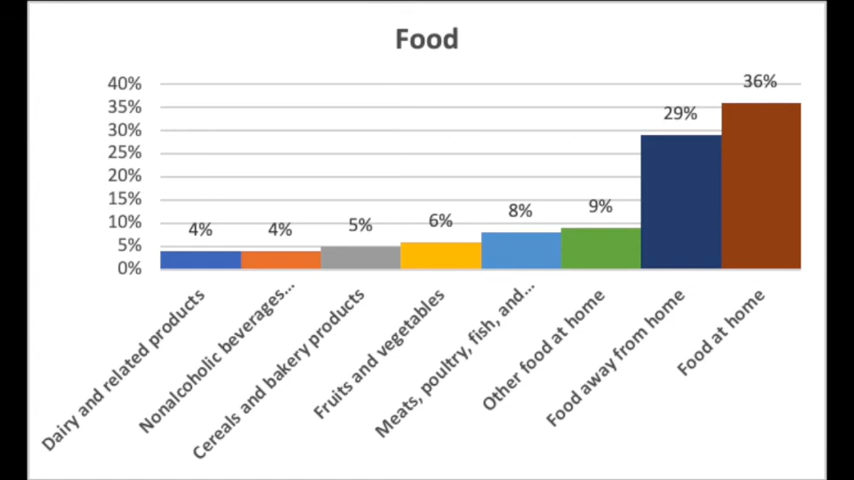 Food
40%
35%
30%
25%
20%
15%
10%
5%
0%
4%
4%
5%
6%
8%
9%
29%
36%
Dairy and related products
Nonalcoholic beverages...
Cereals and bakery products
Fruits and vegetables
Meats, poultry, fish, and...
Other food at home
Food away from home
Food at home